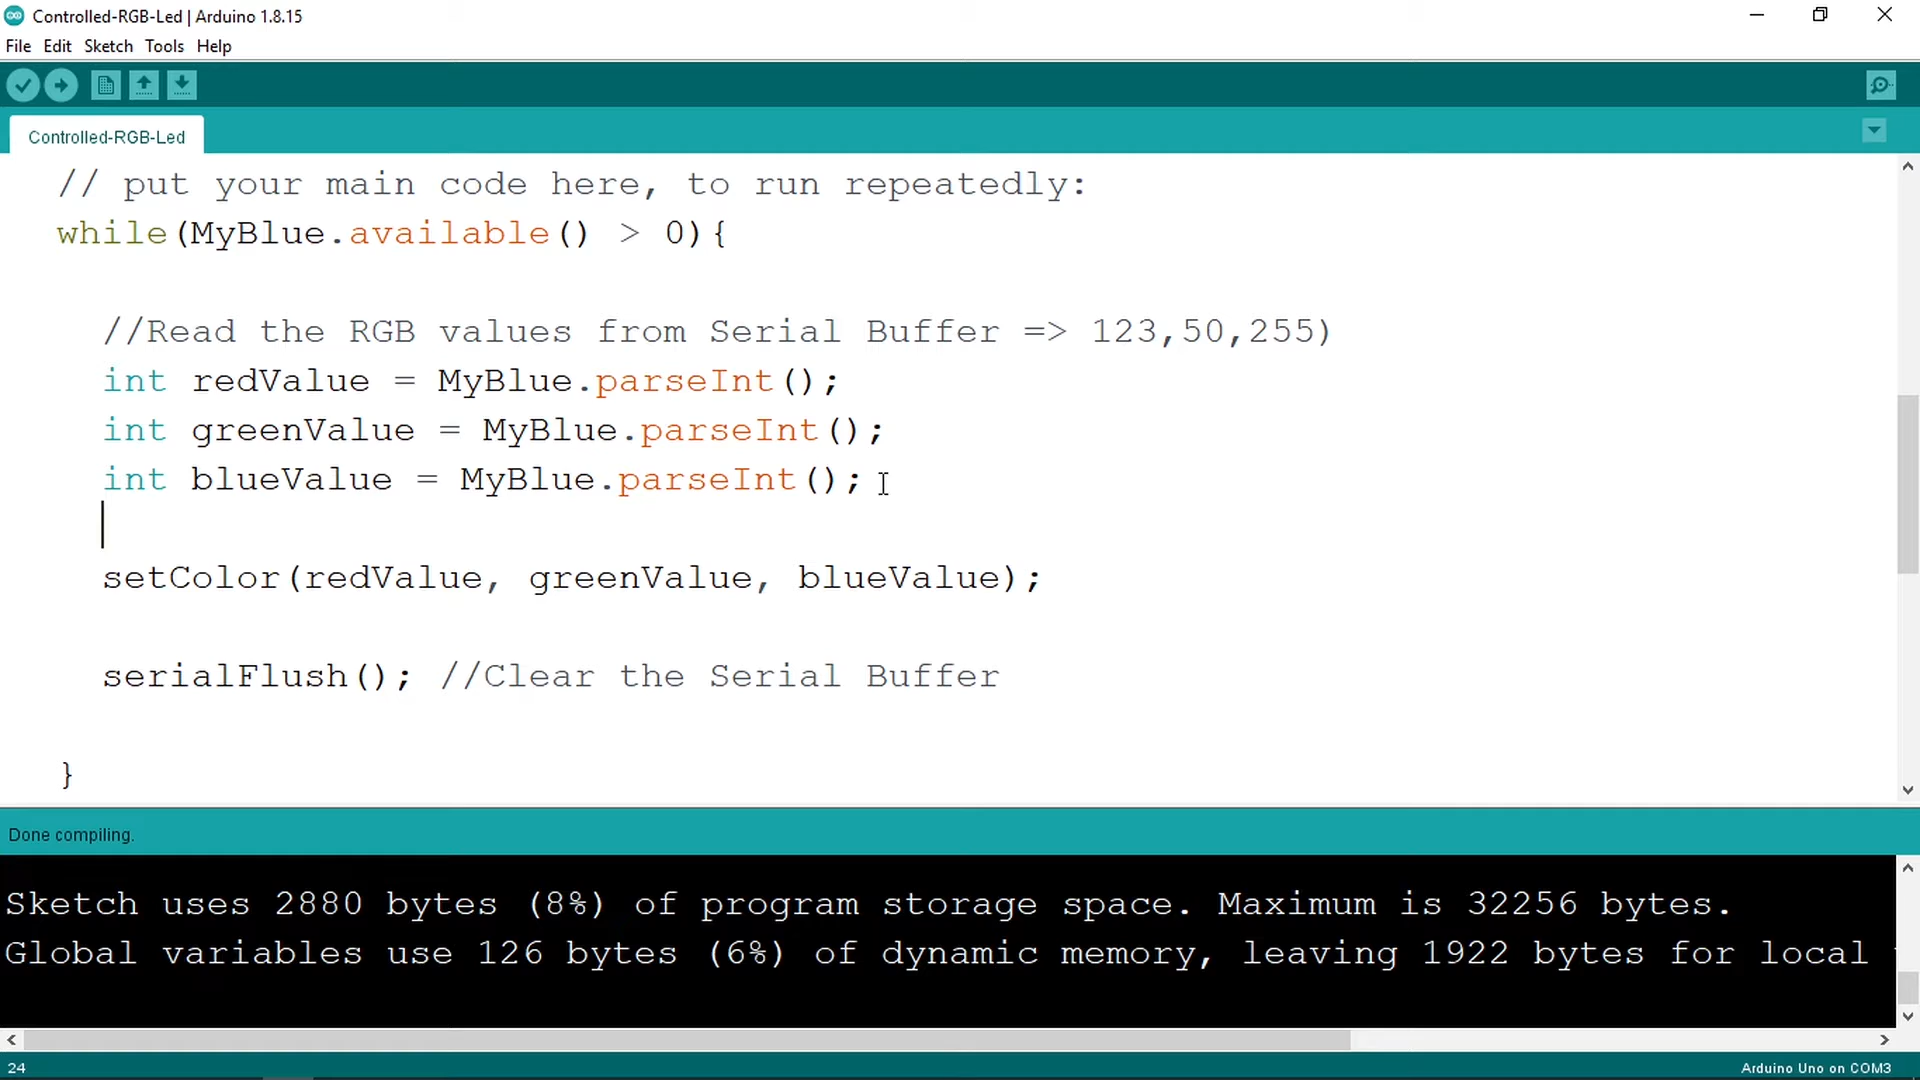 Controlled-RGB-Led | Arduino 1.8.15
File Edit Sketch Tools Help
Controlled-RGB-Led
// put your main code here, to run repeatedly:
while(MyBlue.available() > 0){
//Read the RGB values from Serial Buffer => 123,50,255)
int redValue = MyBlue.parseInt();
int greenValue = MyBlue.parseInt();
int blueValue = MyBlue.parseInt();
setColor(redValue, greenValue, blueValue);
serialFlush(); //Clear the Serial Buffer
}
Done compiling.
Sketch uses 2880 bytes (8%) of program storage space. Maximum is 32256 bytes.
Global variables use 126 bytes (6%) of dynamic memory, leaving 1922 bytes for local
24
Arduino Uno on COM3